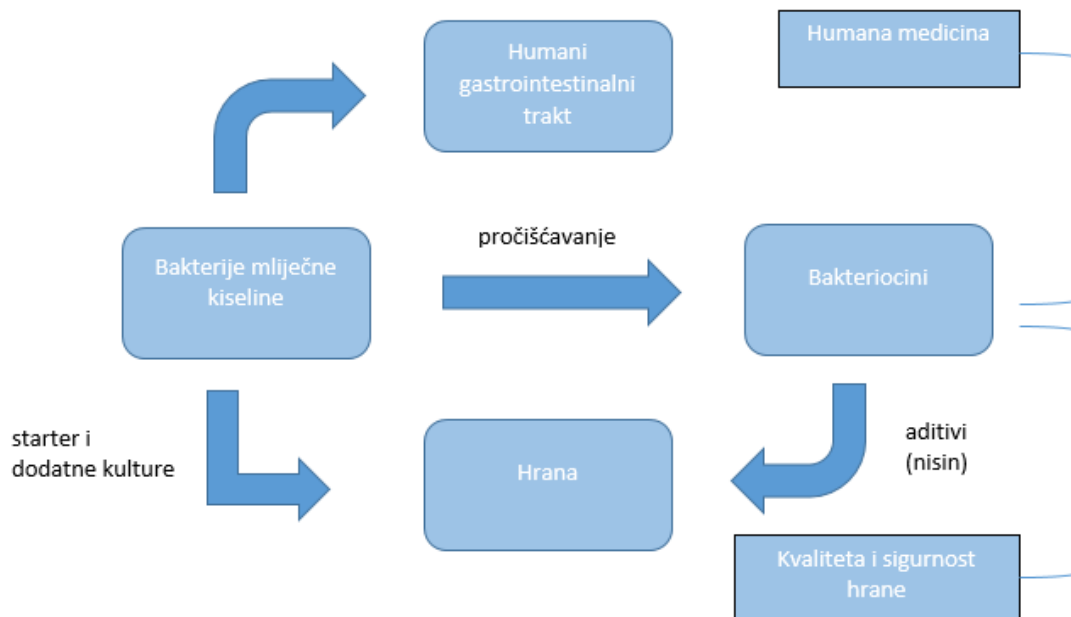 Humani
gastrointestinalni
trakt
Humana medicina
Bakterije mliječne
kiseline
pročišćavanje
Bakteriocini
starter i
dodatne kulture
Hrana
aditivi
(nisin)
Kvaliteta i sigurnost
hrane